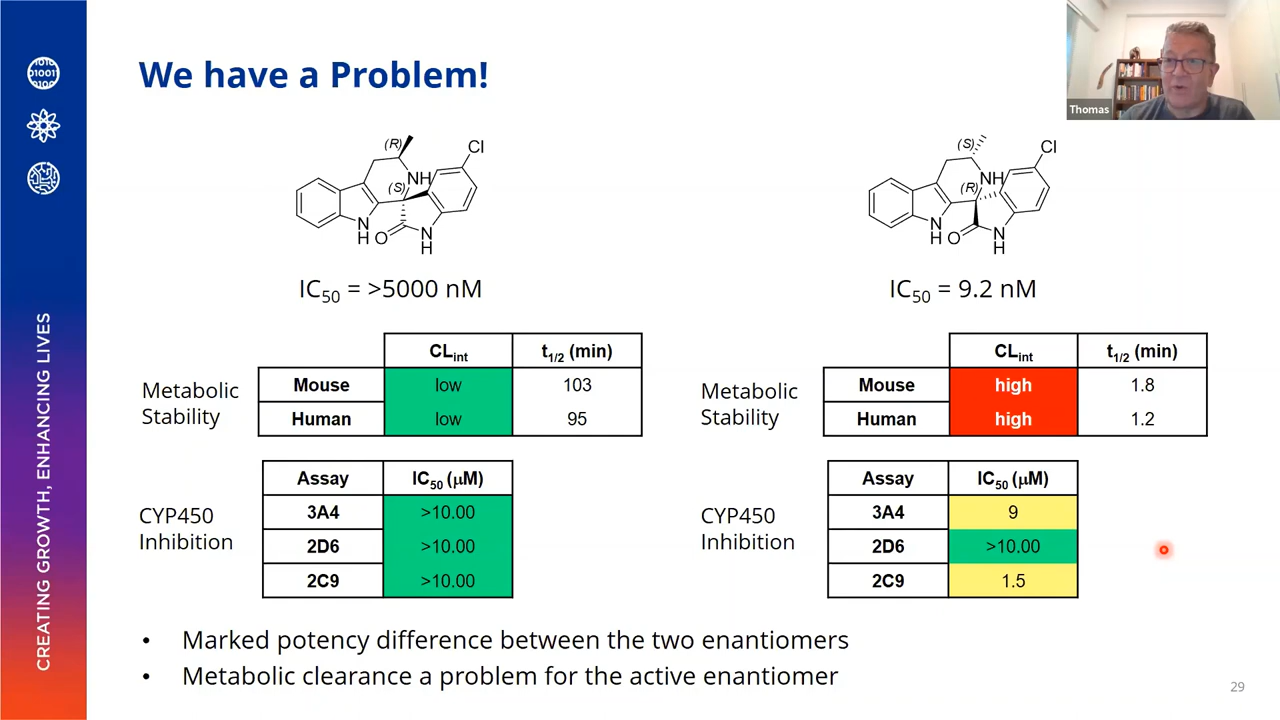 We have a Problem!
Thomas
CREATING GROWTH, ENHANCING LIVES
(R)
Cl
NH
(S)
N
H
O
N
H
IC50 = >5000 nM
(S)
Cl
NH
(R)
N
H
O
N
H
IC50 = 9.2 nM
Metabolic
Stability
CLint t1/2 (min)
Mouse low 103
Human low 95
Metabolic
Stability
CLint t1/2 (min)
Mouse high 1.8
Human high 1.2
CYP450
Inhibition
Assay IC50 (μM)
3A4 >10.00
2D6 >10.00
2C9 >10.00
CYP450
Inhibition
Assay IC50 (μM)
3A4 9
2D6 >10.00
2C9 1.5
• Marked potency difference between the two enantiomers
• Metabolic clearance a problem for the active enantiomer
29